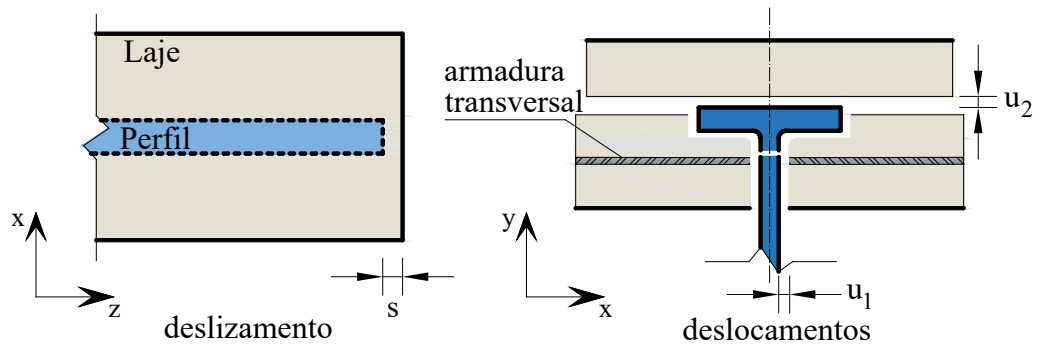 Laje
Perfil
x
z
s
deslizamento
armadura
transversal
u2
y
x
u1
deslocamentos